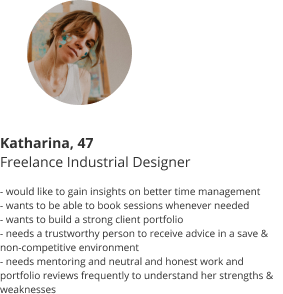 Katharina, 47
Freelance Industrial Designer
- would like to gain insights on better time management
- wants to be able to book sessions whenever needed
- wants to build a strong client portfolio
- needs a trustworthy person to receive advice in a save &
non-competitive environment
- needs mentoring and neutral and honest work and
portfolio reviews frequently to understand her strengths &
weaknesses